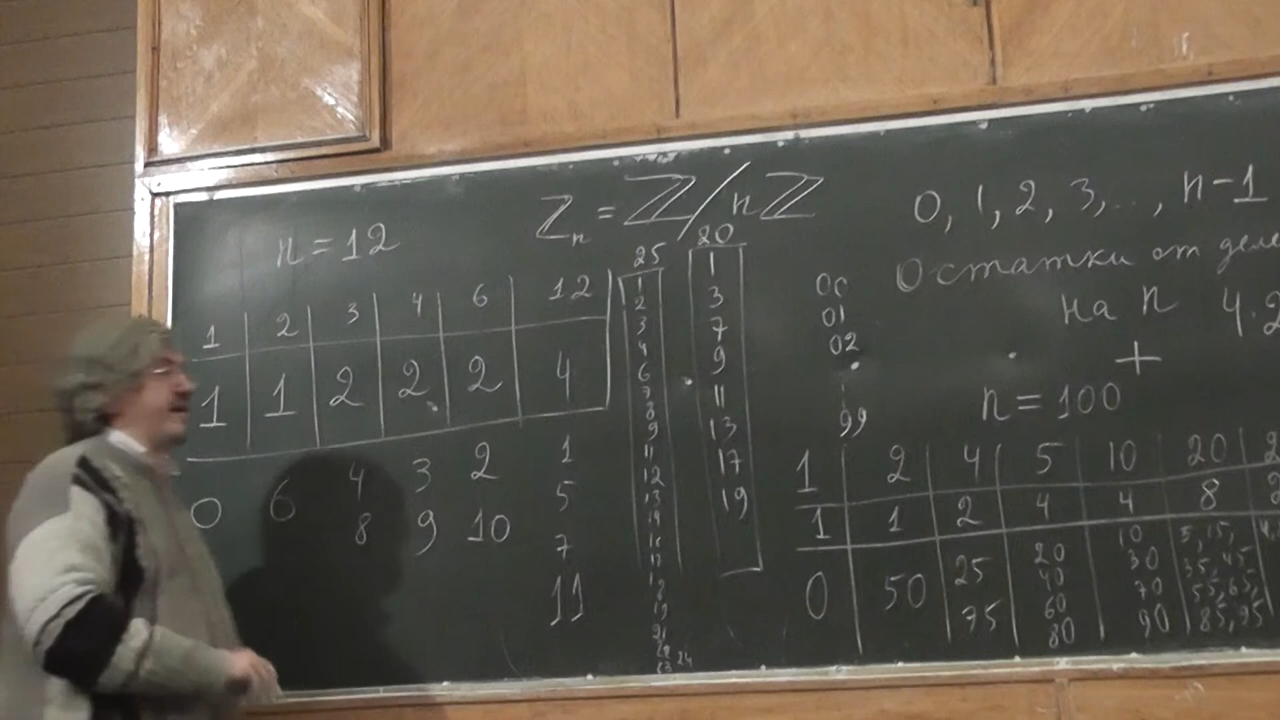 Z_n = ℤ/nℤ
n = 12
1 2 3 4 6 12
1 1 2 2 2 4
0 6 4 3 2 1
8 9 10 5
7
11
25
1
2
3
4
6
7
8
9
11
12
13
14
16
17
18
19
21
22
23 24
20
1
3
7
9
11
13
17
19
00
01
02
99
0, 1, 2, 3, ..., n-1
Остатки от деле
на n 4·2
+
n = 100
1 2 4 5 10 20 2
1 1 2 4 4 8
0 50 25 20 10 5, 15,
75 40 30 35, 45,
60 70 55, 65,
80 90 85, 95